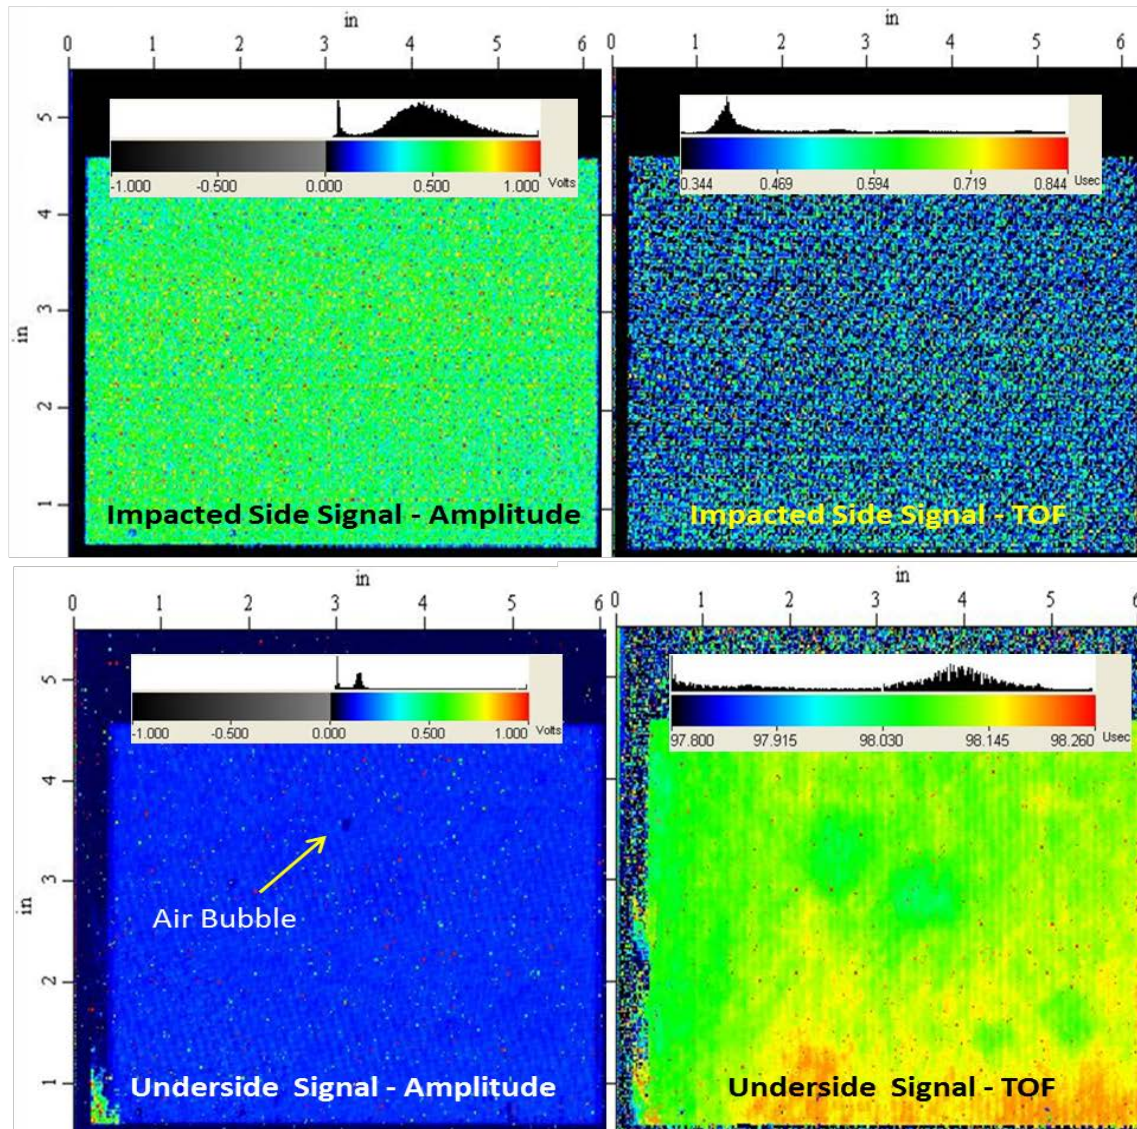 in
in
0 1 2 3 4 5 6
0 1 2 3 4 5 6
5
4
3
2
1
in
-1.000 -0.500 0.000 0.500 1.000 Volts
0.344 0.469 0.594 0.719 0.844 Usec
Impacted Side Signal - Amplitude
Impacted Side Signal - TOF
in
in
0 1 2 3 4 5 6
0 1 2 3 4 5 6
5
4
3
2
1
in
-1.000 -0.500 0.000 0.500 1.000 Volts
97.800 97.915 98.030 98.145 98.260 Usec
Air Bubble
Underside Signal - Amplitude
Underside Signal - TOF